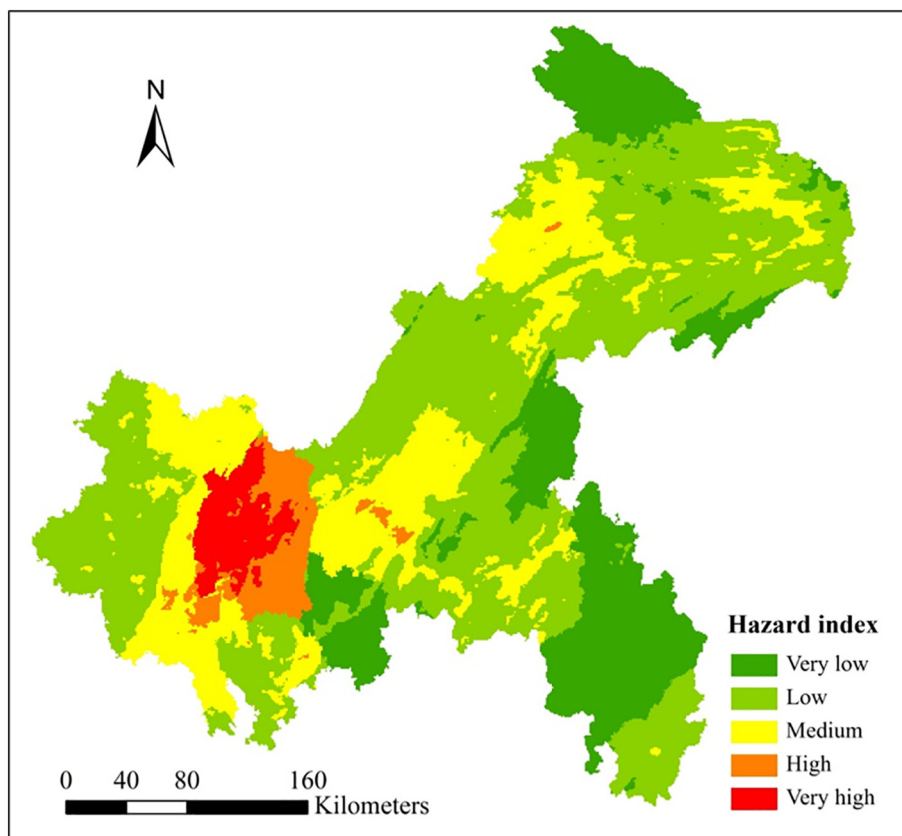 N
Hazard index
Very low
Low
Medium
High
Very high
0 40 80 160
Kilometers